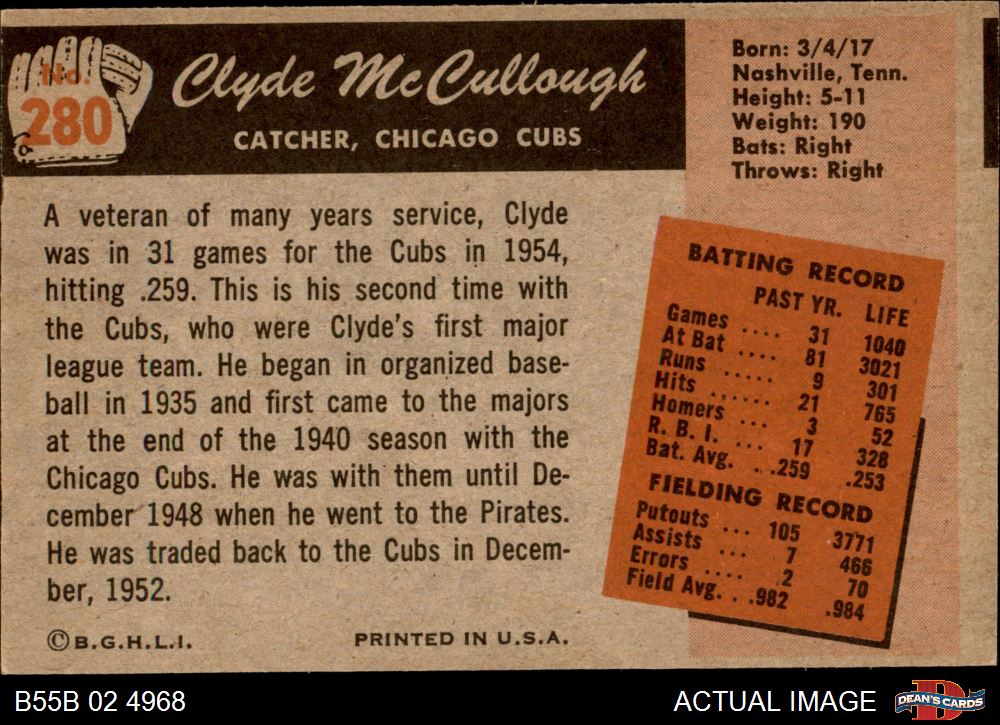 No.
280
Clyde McCullough
CATCHER, CHICAGO CUBS
Born: 3/4/17
Nashville, Tenn.
Height: 5-11
Weight: 190
Bats: Right
Throws: Right
A veteran of many years service, Clyde
was in 31 games for the Cubs in 1954,
hitting .259. This is his second time with
the Cubs, who were Clyde's first major
league team. He began in organized base-
ball in 1935 and first came to the majors
at the end of the 1940 season with the
Chicago Cubs. He was with them until De-
cember 1948 when he went to the Pirates.
He was traded back to the Cubs in Decem-
ber, 1952.
©B.G.H.L.I. PRINTED IN U.S.A.
BATTING RECORD
PAST YR. LIFE
Games .... 31 1040
At Bat .... 81 3021
Runs ..... 9 301
Hits ...... 21 765
Homers .... 3 52
R. B. I. ... 17 328
Bat. Avg. ...259 .253
FIELDING RECORD
Putouts ... 105 3771
Assists ... 7 466
Errors .... 2 70
Field Avg. . .982 .984
B55B 02 4968 ACTUAL IMAGE
D
DEAN'S CARDS